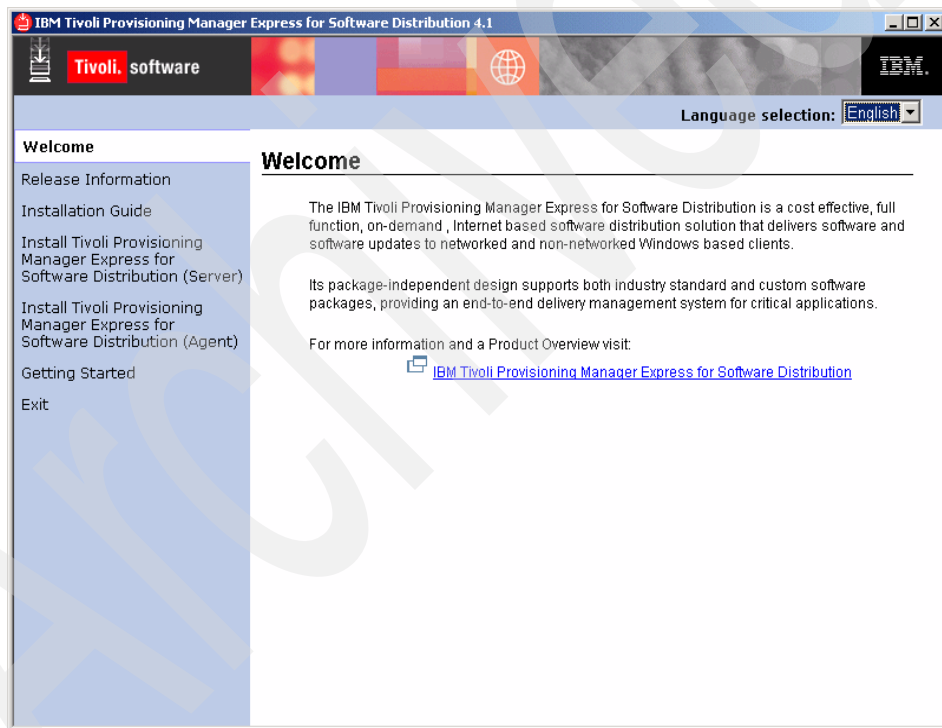 IBM Tivoli Provisioning Manager Express for Software Distribution 4.1
Tivoli. software
IBM.
Language selection: English
Welcome
Release Information
Installation Guide
Install Tivoli Provisioning
Manager Express for
Software Distribution (Server)
Install Tivoli Provisioning
Manager Express for
Software Distribution (Agent)
Getting Started
Exit
Welcome
The IBM Tivoli Provisioning Manager Express for Software Distribution is a cost effective, full
function, on-demand , Internet based software distribution solution that delivers software and
software updates to networked and non-networked Windows based clients.
Its package-independent design supports both industry standard and custom software
packages, providing an end-to-end delivery management system for critical applications.
For more information and a Product Overview visit:
IBM Tivoli Provisioning Manager Express for Software Distribution